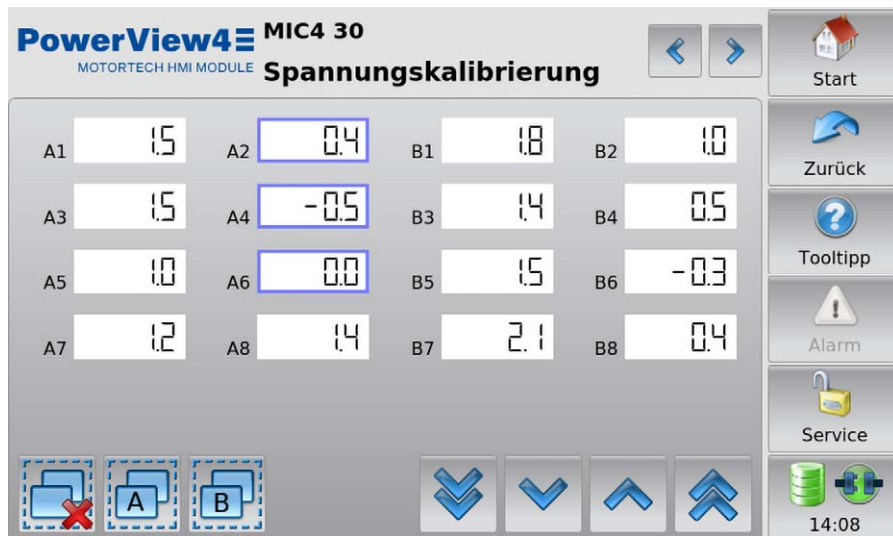 PowerView4
MOTORTECH HMI MODULE
MIC4 30
Spannungskalibrierung
Start
A1 1.5 A2 0.4 B1 1.8 B2 1.0
Zurück
A3 1.5 A4 -0.5 B3 1.4 B4 0.5
Tooltipp
A5 1.0 A6 0.0 B5 1.5 B6 -0.3
A7 1.2 A8 1.4 B7 2.1 B8 0.4
Alarm
Service
A B
14:08